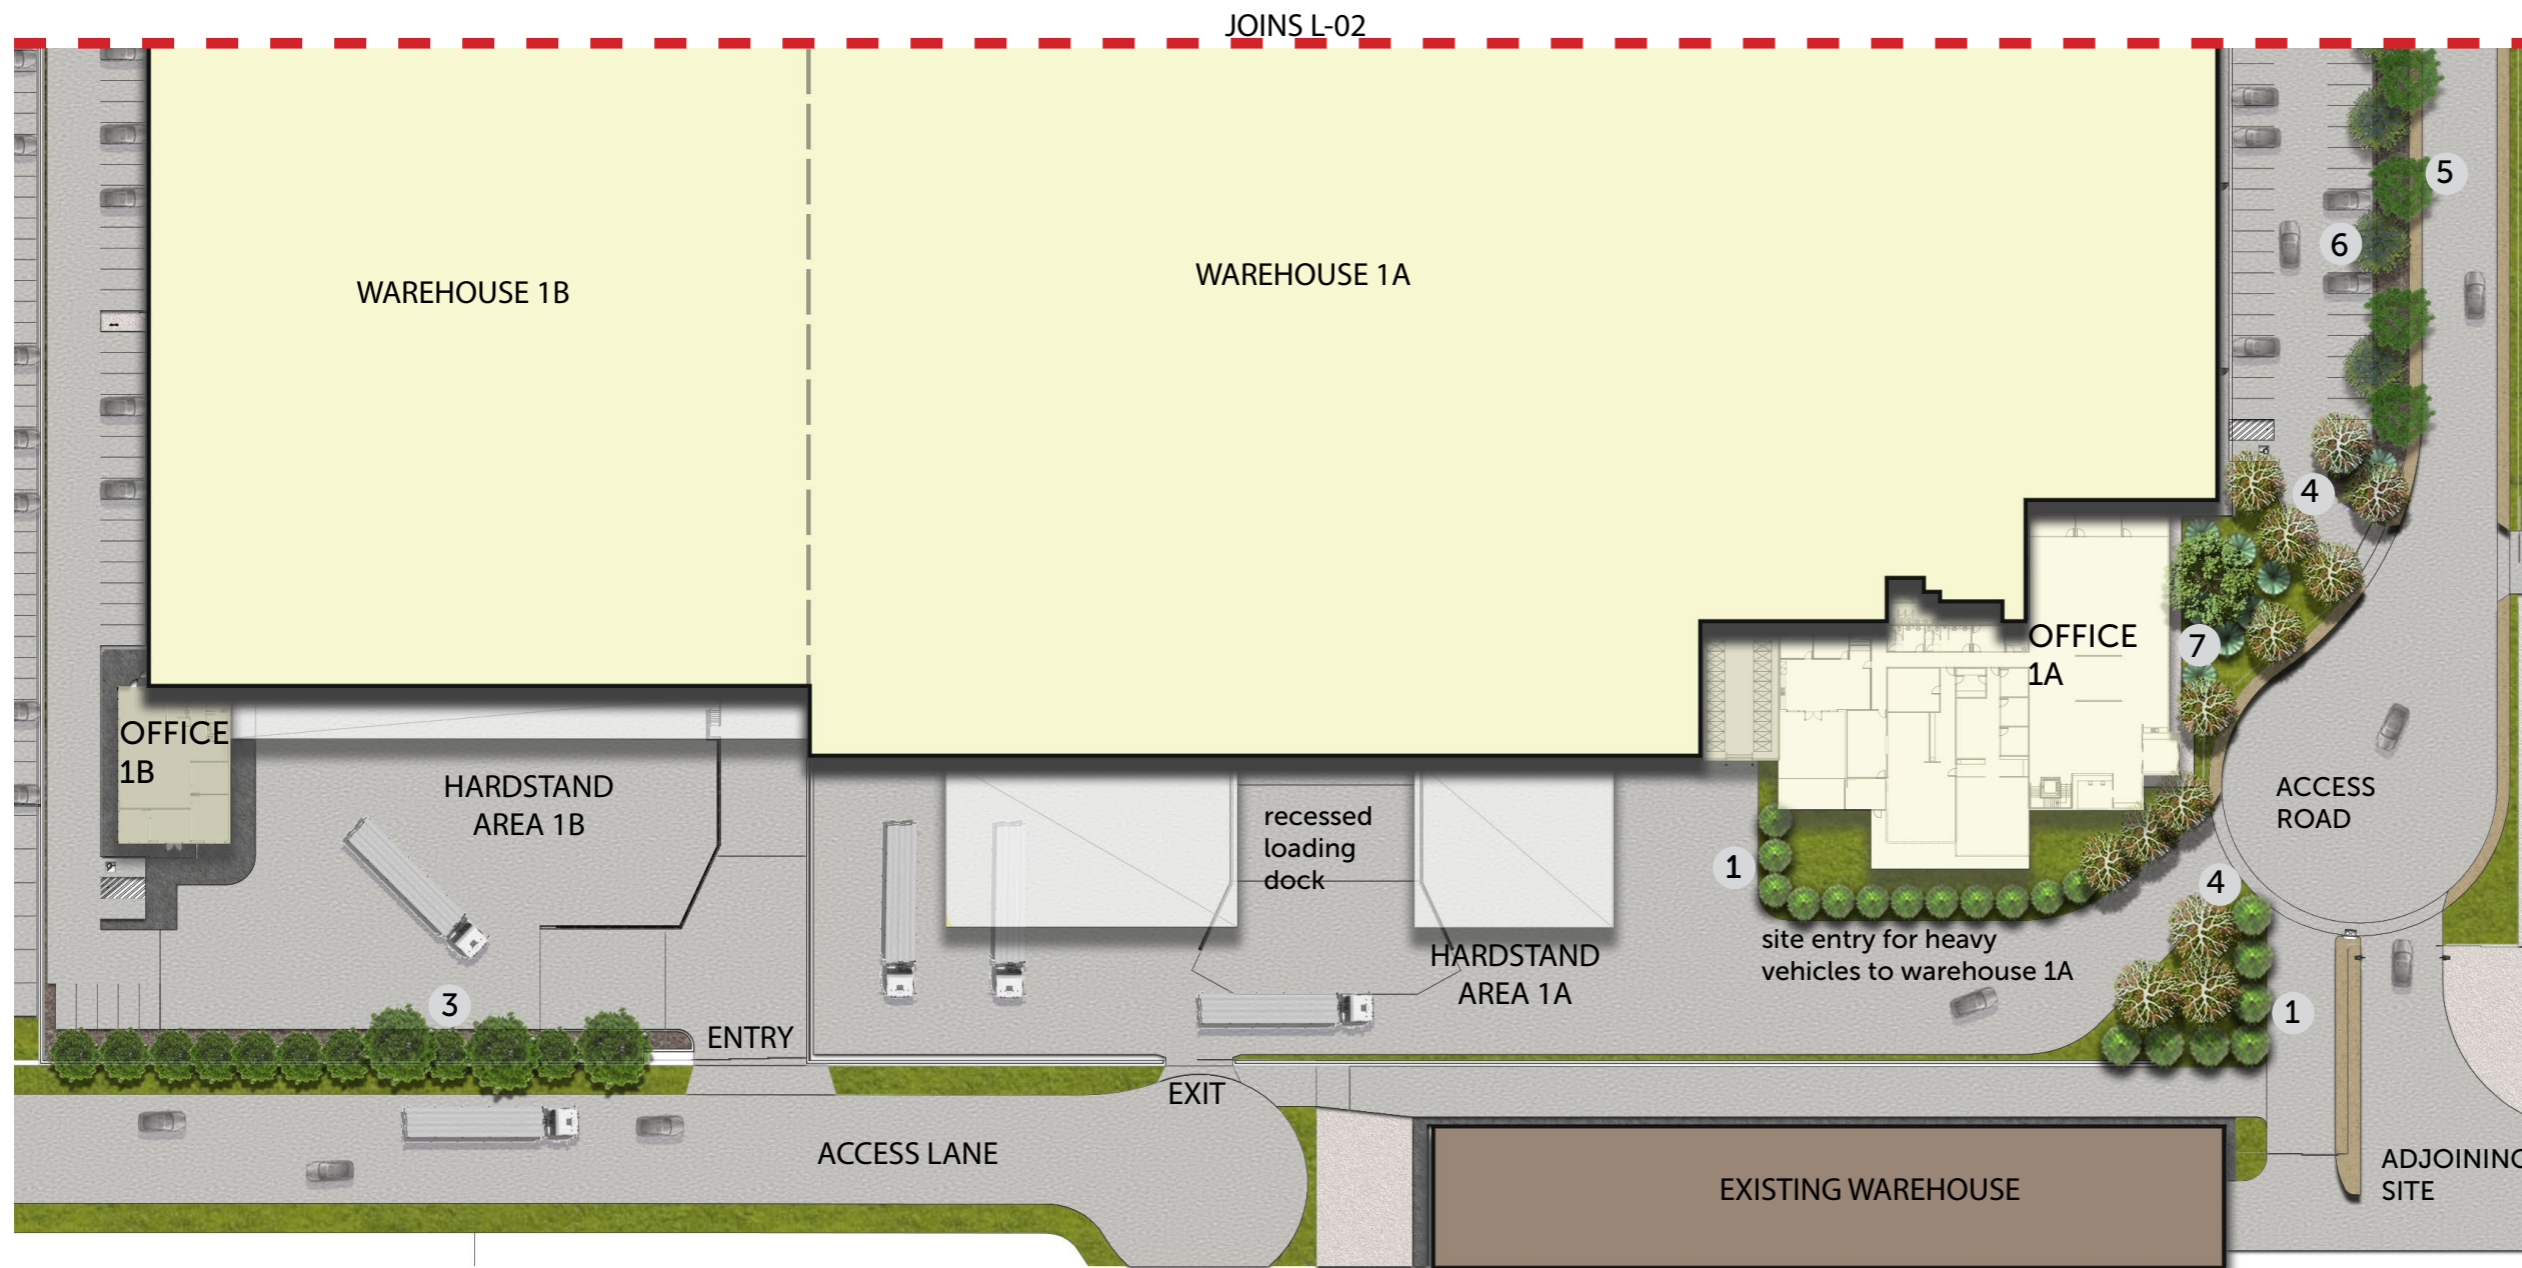 JOINS L-02
5
6
WAREHOUSE 1A
WAREHOUSE 1B
4
OFFICE
1A
7
OFFICE
1B
HARDSTAND
AREA 1B
recessed
loading
dock
ACCESS
ROAD
1
4
site entry for heavy
vehicles to warehouse 1A
HARDSTAND
AREA 1A
3
1
ENTRY
EXIT
ACCESS LANE
EXISTING WAREHOUSE
ADJOINING
SITE